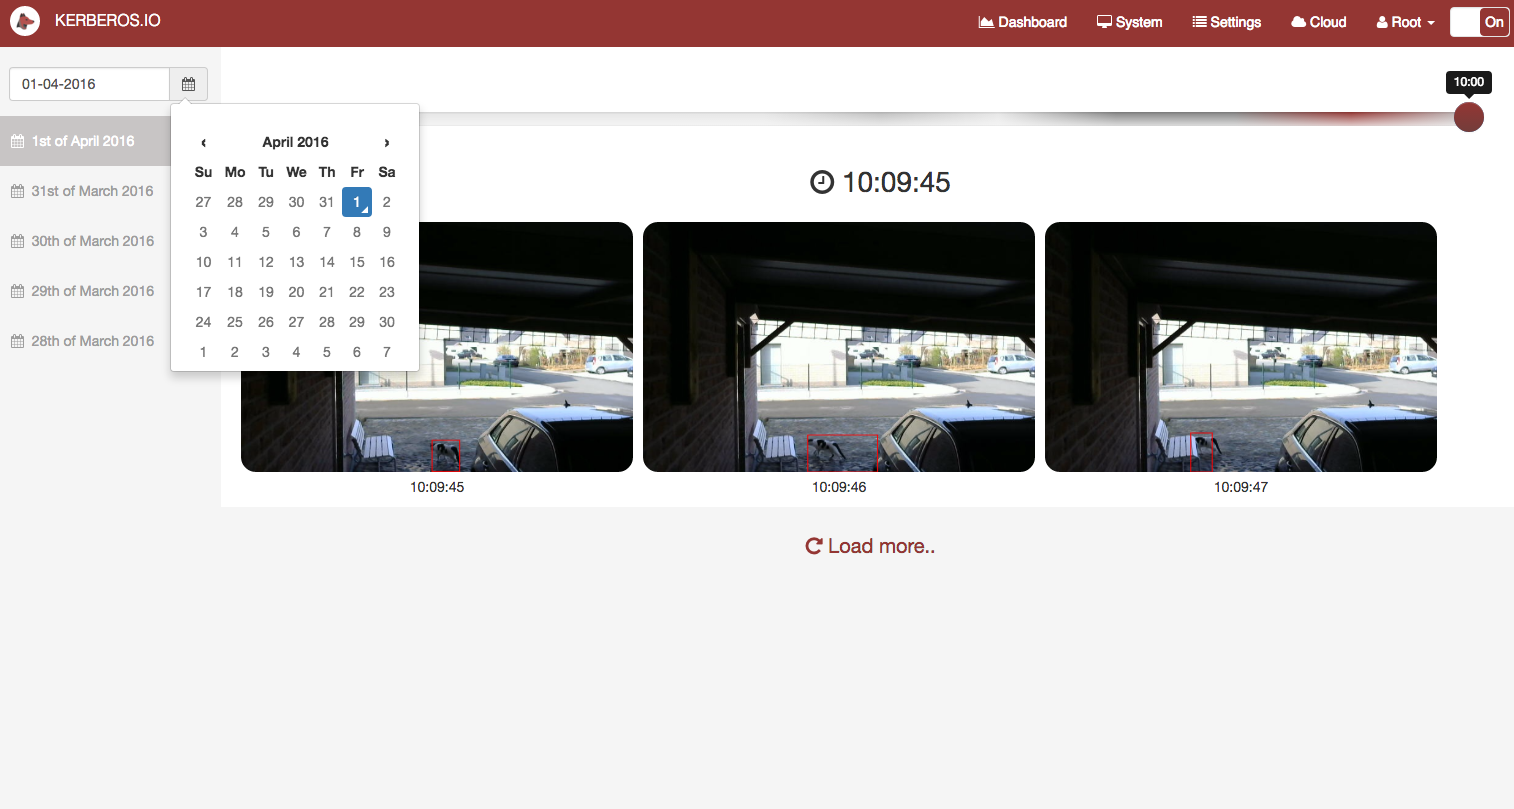 KERBEROS.IO
Dashboard System Settings Cloud Root On
01-04-2016
10:00
1st of April 2016
31st of March 2016
30th of March 2016
29th of March 2016
28th of March 2016
‹ April 2016 ›
Su Mo Tu We Th Fr Sa
27 28 29 30 31 1 2
3 4 5 6 7 8 9
10 11 12 13 14 15 16
17 18 19 20 21 22 23
24 25 26 27 28 29 30
1 2 3 4 5 6 7
10:09:45
10:09:45 10:09:46 10:09:47
Load more..